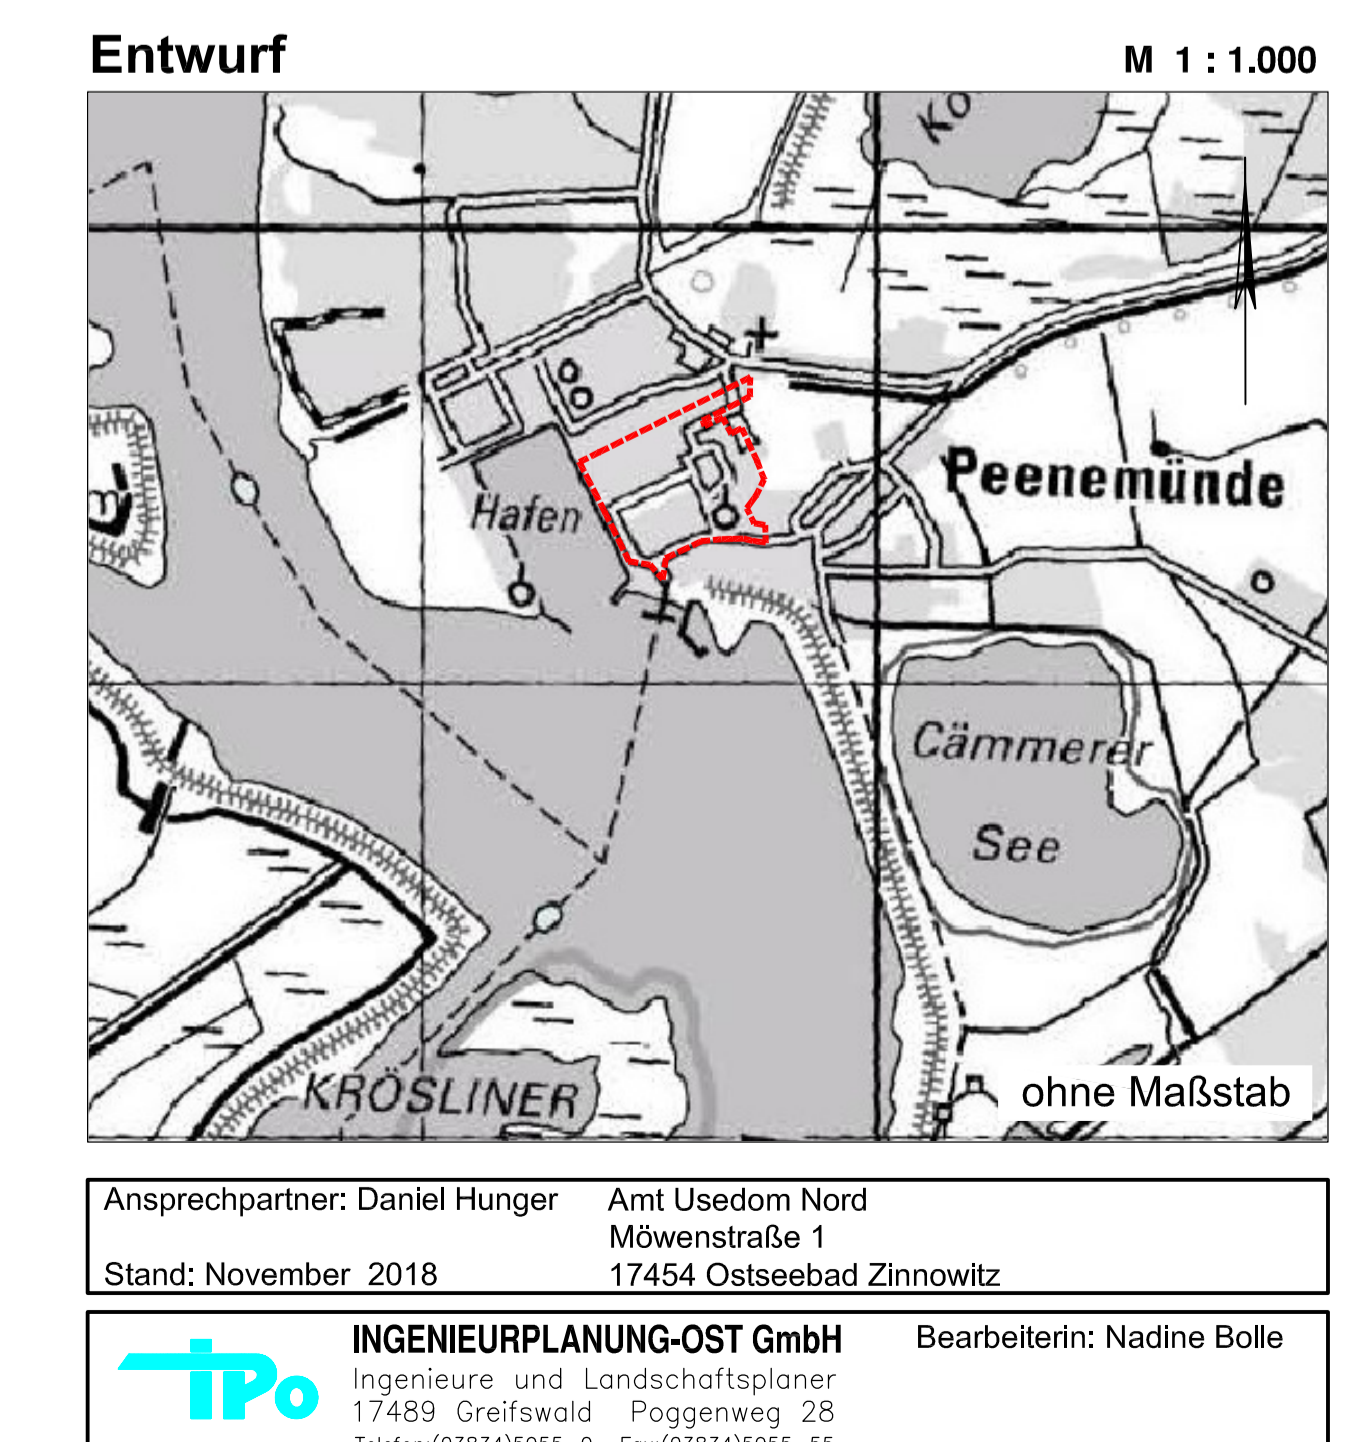 Entwurf
M 1 : 1.000
Hafen
Peenemünde
Cämmerer
See
KRÖSLINER
ohne Maßstab
Ansprechpartner: Daniel Hunger
Amt Usedom Nord
Möwenstraße 1
Stand: November 2018
17454 Ostseebad Zinnowitz
iPo
INGENIEURPLANUNG-OST GmbH
Bearbeiterin: Nadine Bolle
Ingenieure und Landschaftsplaner
17489 Greifswald Poggenweg 28